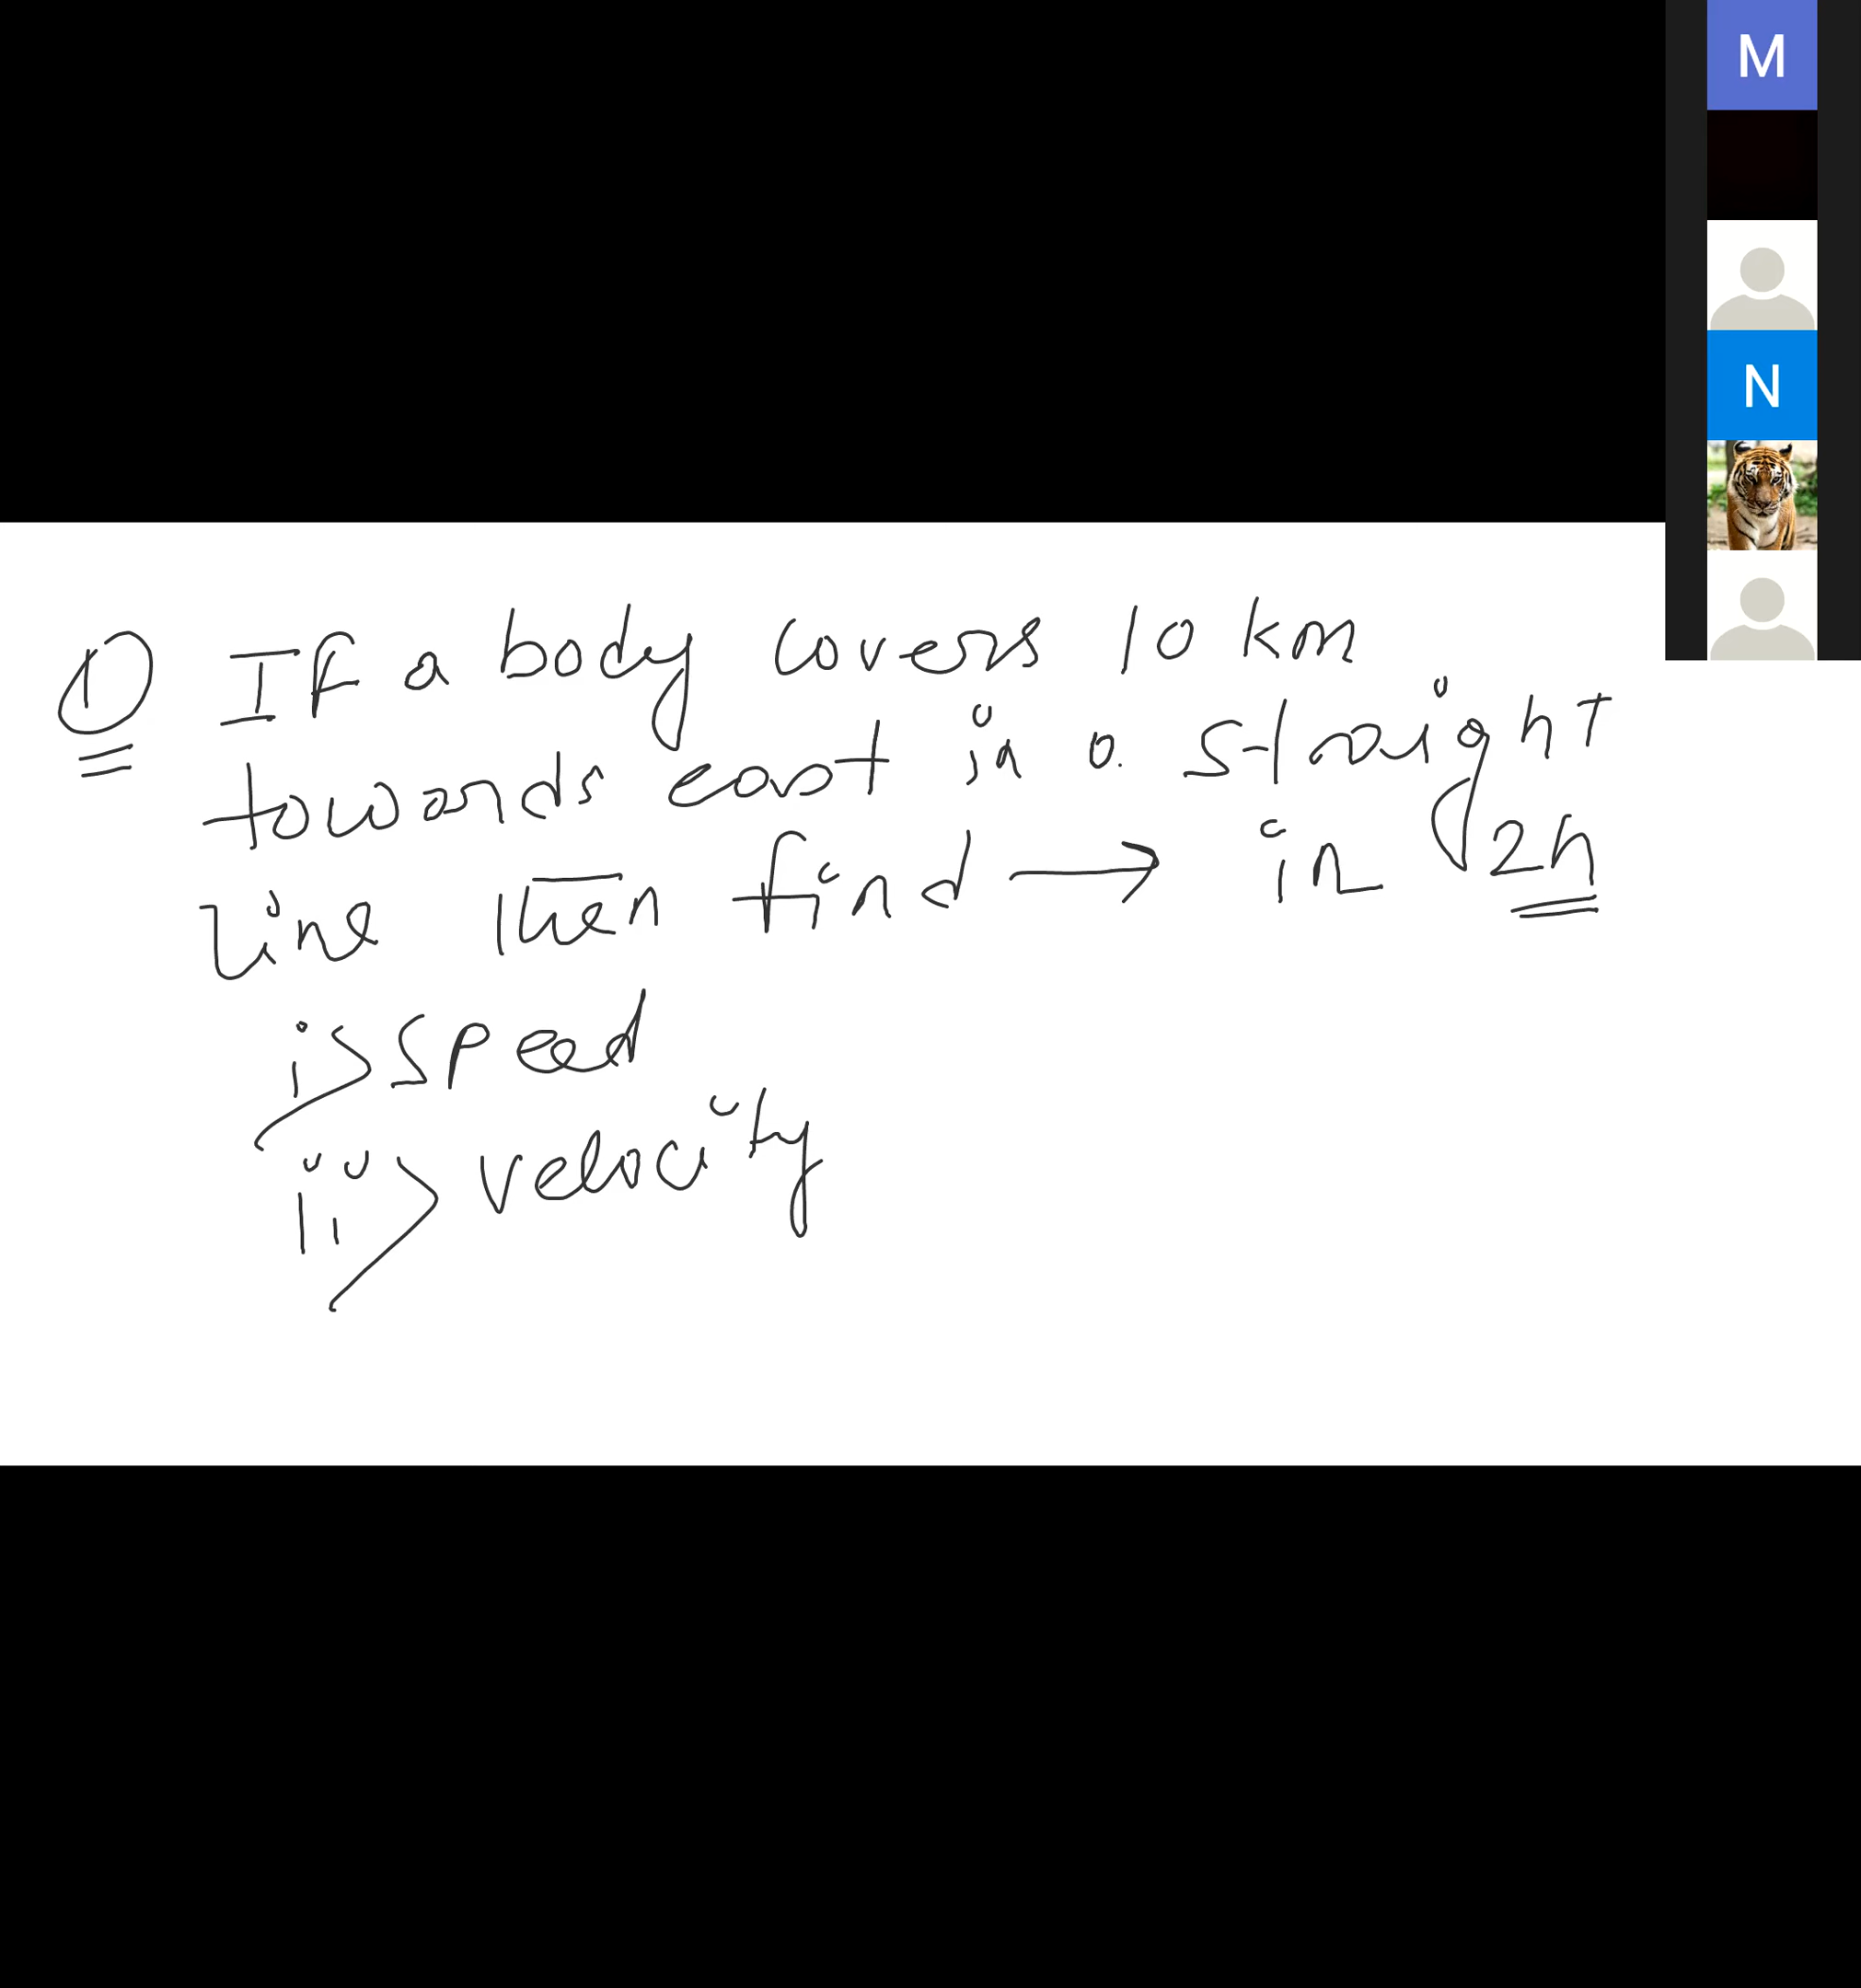 M
N
① If a body covers 10 km
towards east in a straight
line then find → in 2h
i> speed
ii> velocity